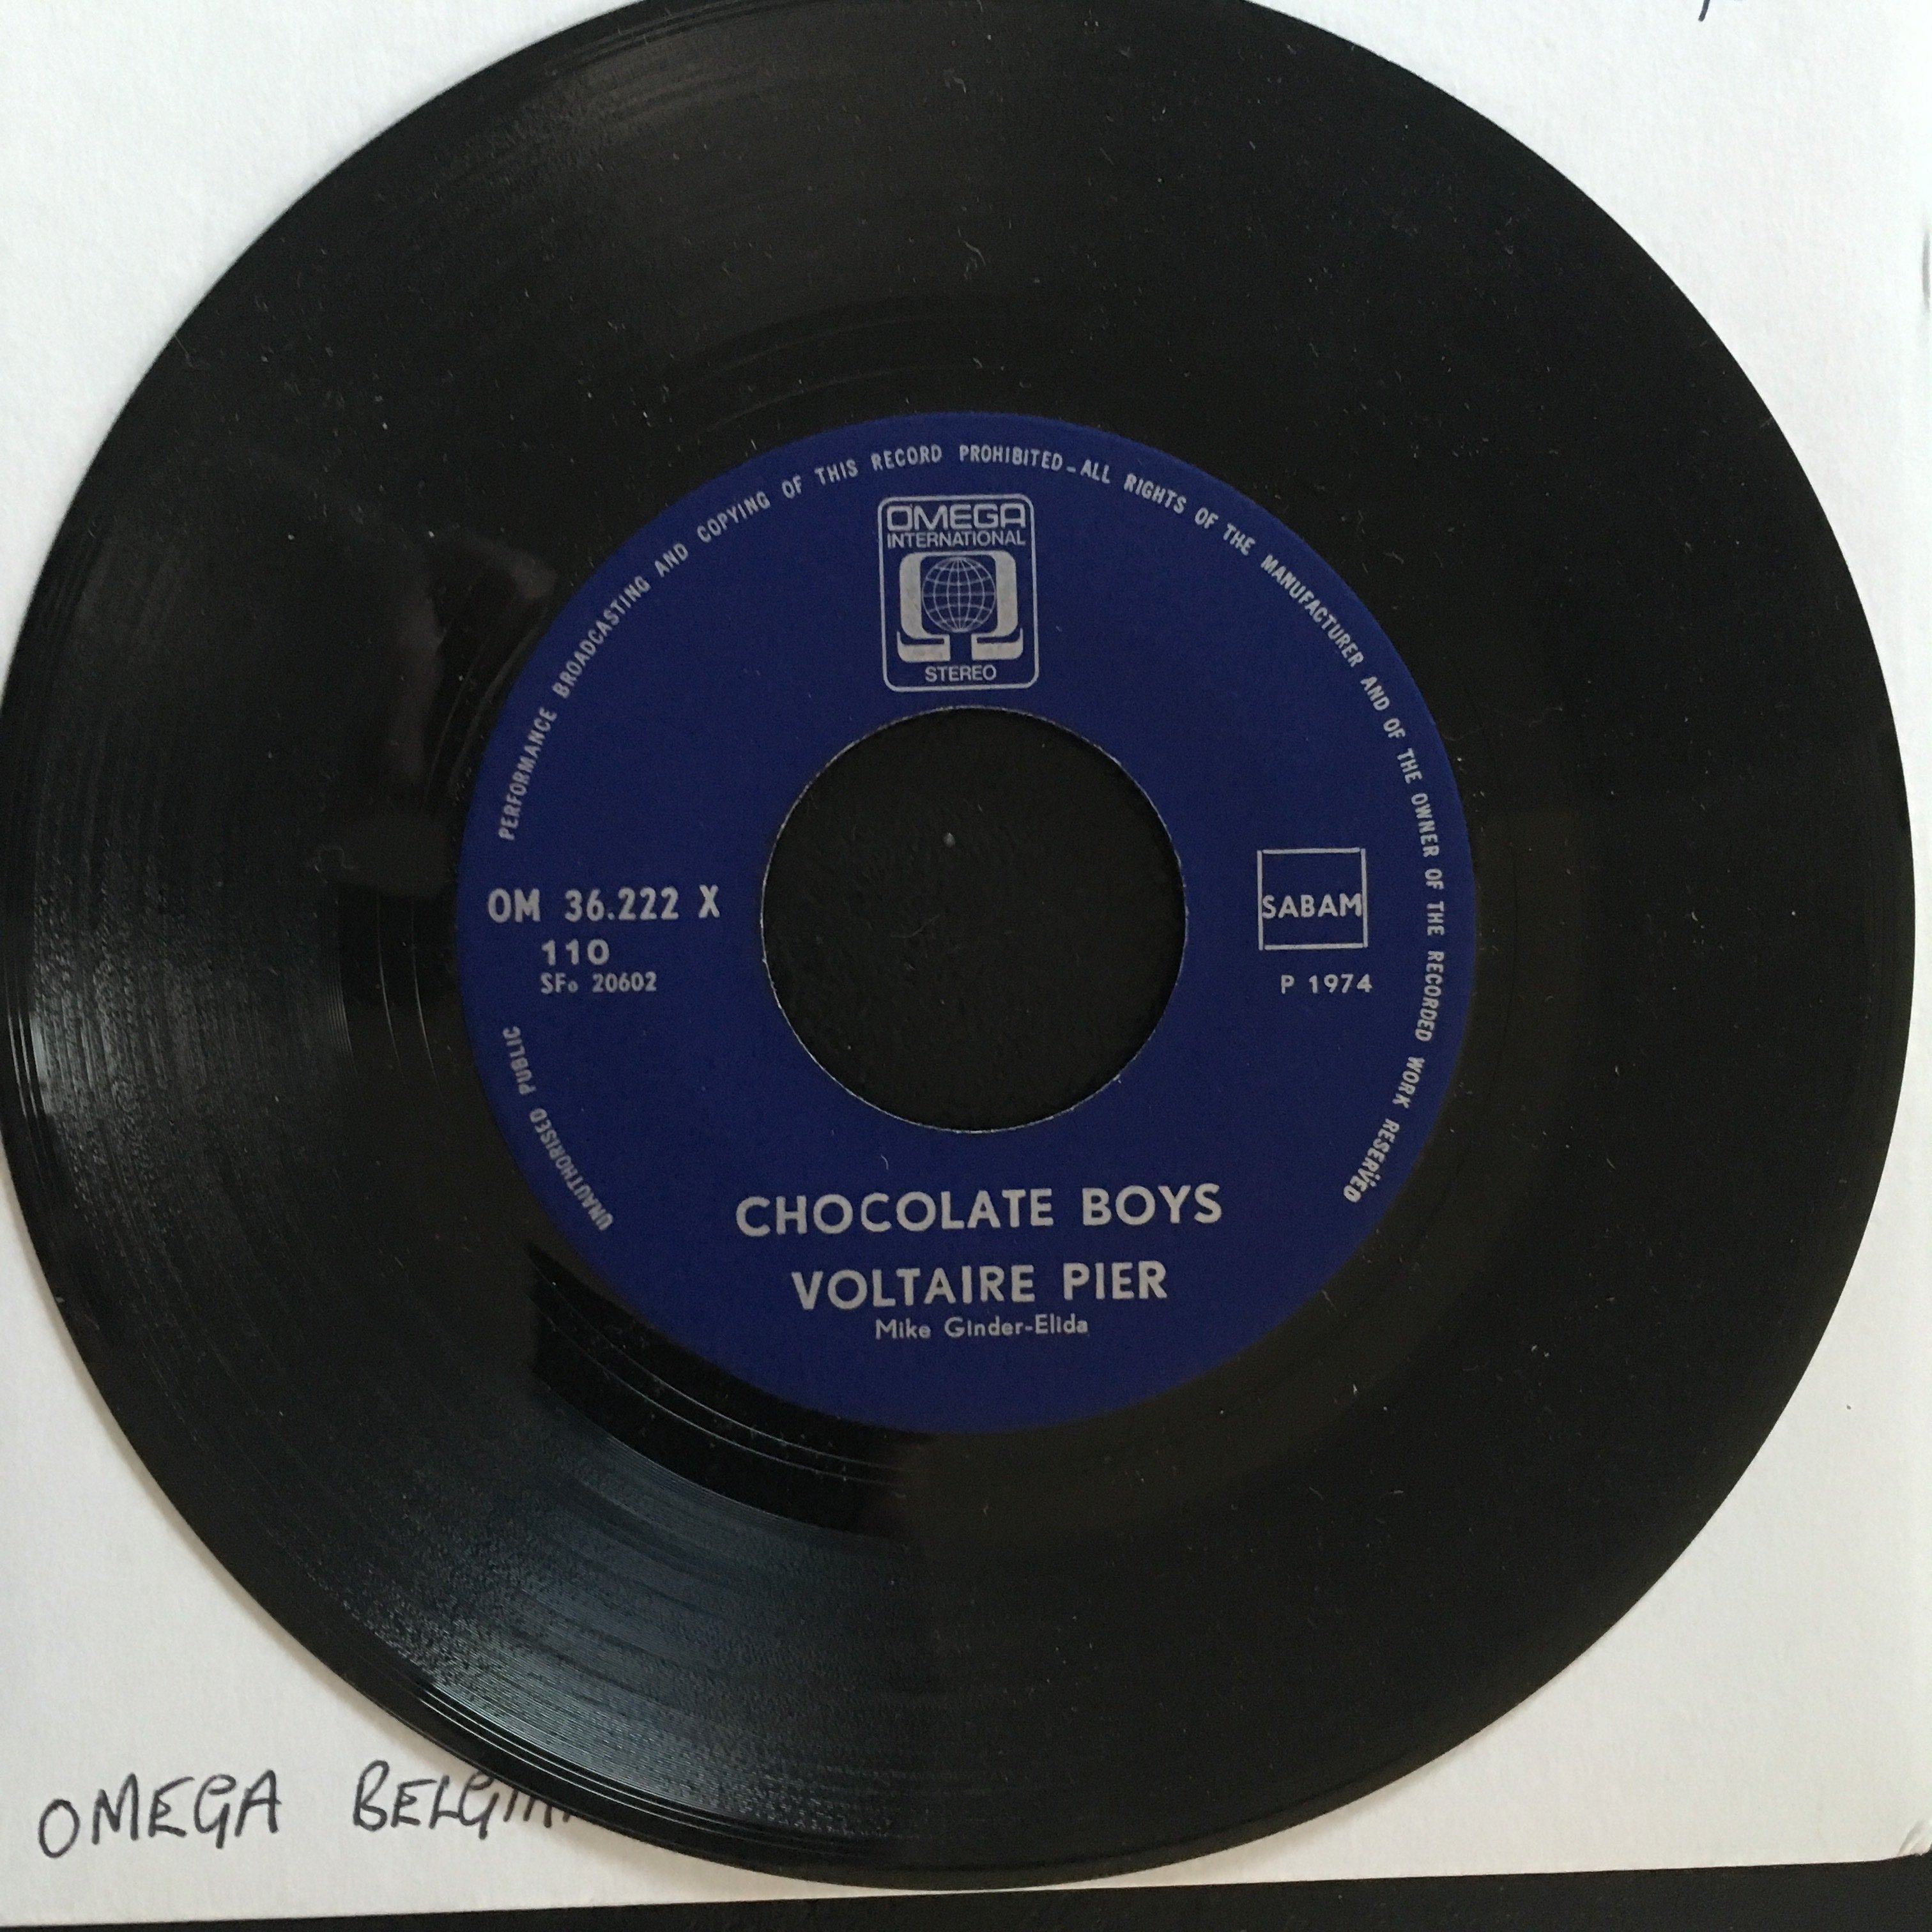 UNAUTHORISED PUBLIC PERFORMANCE BROADCASTING AND COPYING OF THIS RECORD PROHIBITED_ALL RIGHTS OF THE MANUFACTURER AND OF THE OWNER OF THE RECORDED WORK RESERVED
OMEGA
INTERNATIONAL
STEREO
OM 36.222 X
110
SFo 20602
SABAM
P 1974
CHOCOLATE BOYS
VOLTAIRE PIER
Mike Ginder-Elida
OMEGA